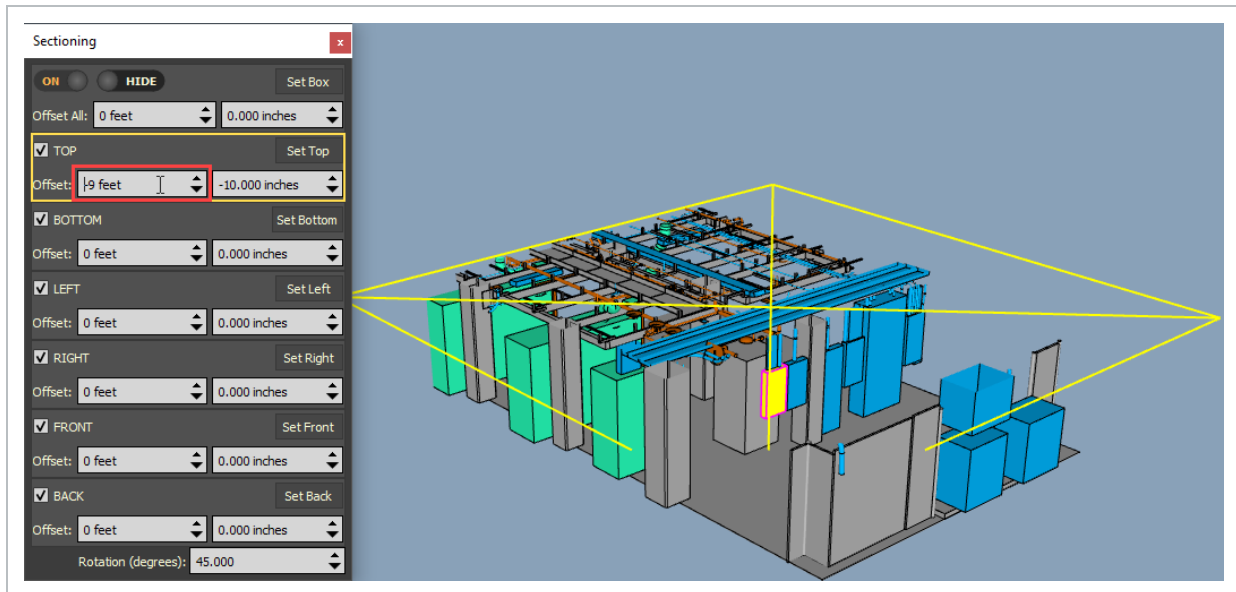 Sectioning x
ON HIDE Set Box
Offset All: 0 feet 0.000 inches
TOP Set Top
Offset: -9 feet -10.000 inches
BOTTOM Set Bottom
Offset: 0 feet 0.000 inches
LEFT Set Left
Offset: 0 feet 0.000 inches
RIGHT Set Right
Offset: 0 feet 0.000 inches
FRONT Set Front
Offset: 0 feet 0.000 inches
BACK Set Back
Offset: 0 feet 0.000 inches
Rotation (degrees): 45.000